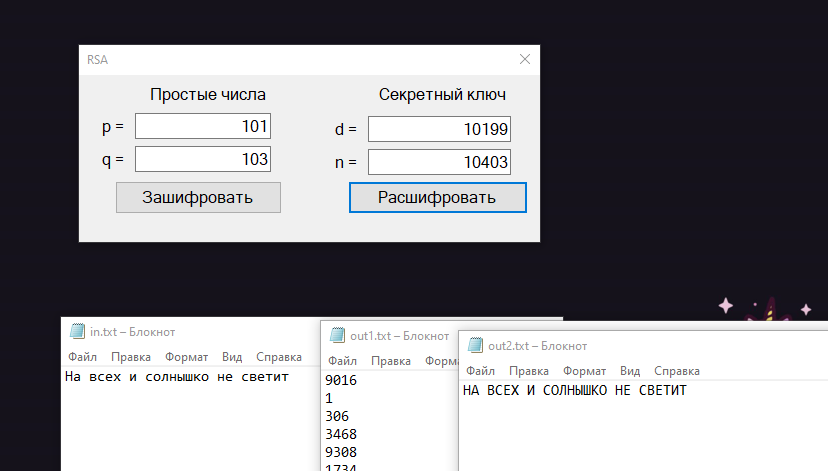 RSA
Простые числа
Секретный ключ
p = 101
d = 10199
q = 103
n = 10403
Зашифровать
Расшифровать
in.txt – Блокнот
Файл Правка Формат Вид Справка
На всех и солнышко не светит
out1.txt – Блокнот
Файл Правка
9016
1
306
3468
9308
1734
out2.txt – Блокнот
Файл Правка Формат Вид Справка
НА ВСЕХ И СОЛНЫШКО НЕ СВЕТИТ